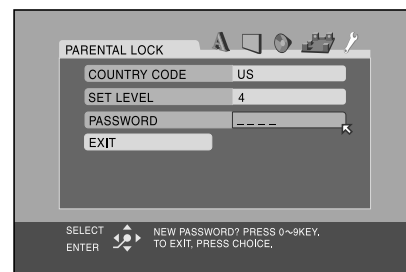 PARENTAL LOCK
COUNTRY CODE US
SET LEVEL 4
PASSWORD _ _ _ _
EXIT
SELECT NEW PASSWORD? PRESS 0~9KEY.
ENTER TO EXIT, PRESS CHOICE.